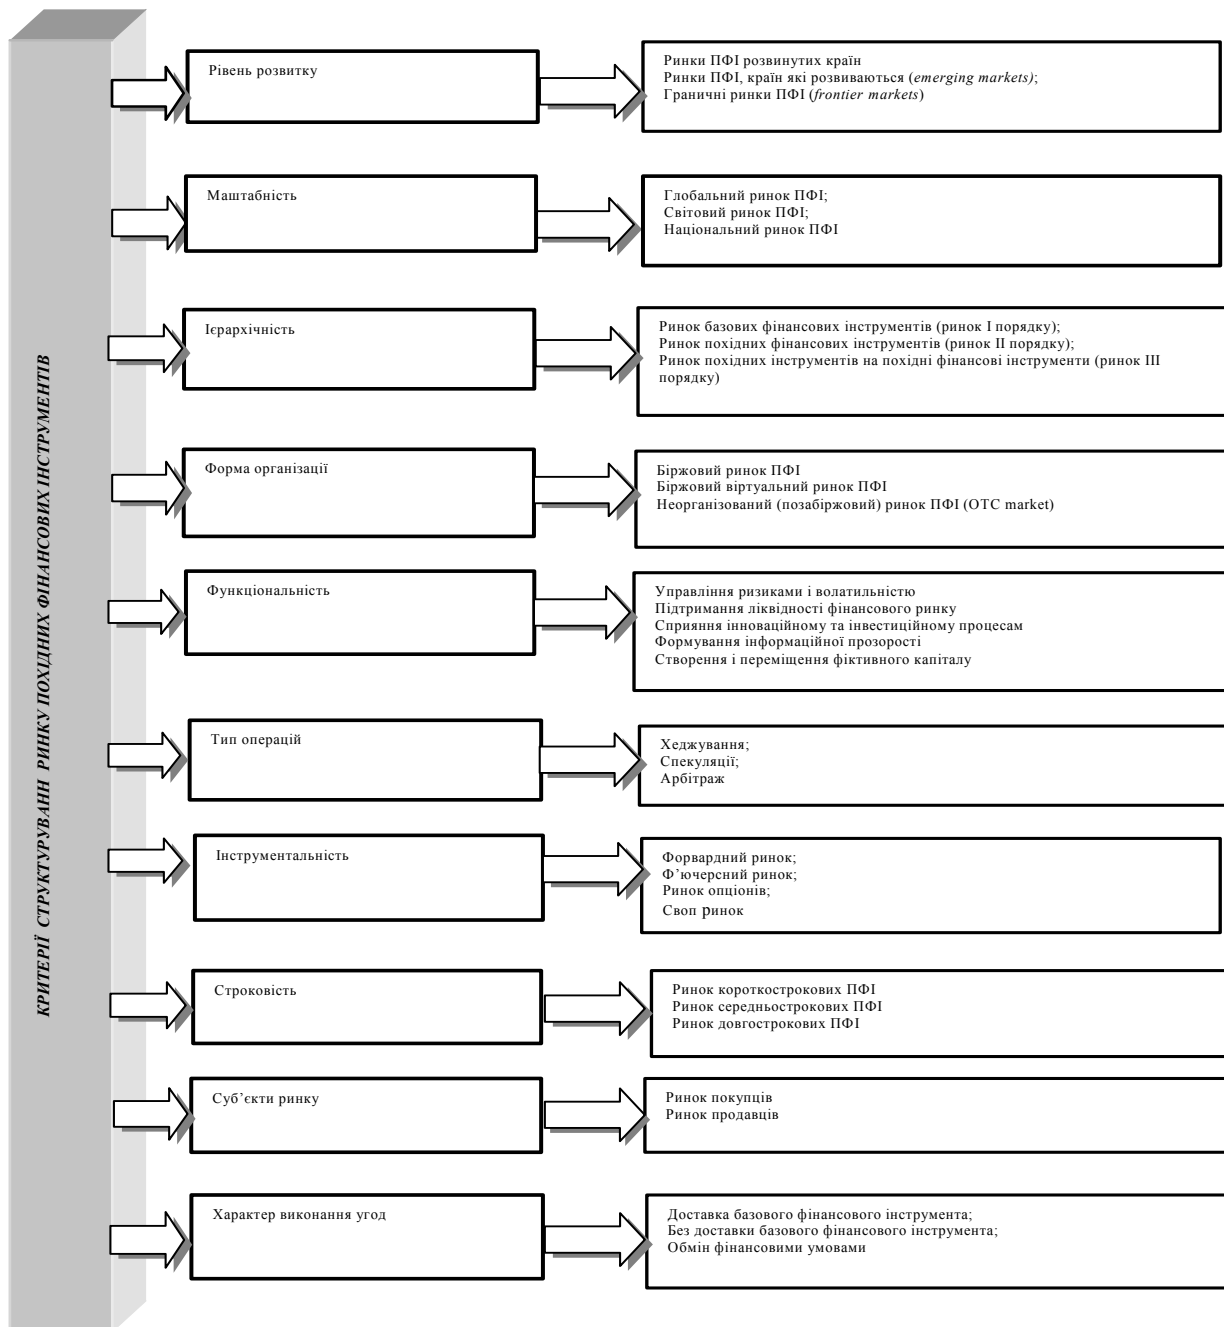 КРИТЕРІЇ СТРУКТУРУВАНН РИНКУ ПОХІДНИХ ФІНАНСОВИХ ІНСТРУМЕНТІВ
Рівень розвитку
Ринки ПФІ розвинутих країн
Ринки ПФІ, країн які розвиваються (emerging markets);
Граничні ринки ПФІ (frontier markets)
Маштабність
Глобальний ринок ПФІ;
Світовий ринок ПФІ;
Національний ринок ПФІ
Ієрархічність
Ринок базових фінансових інструментів (ринок І порядку);
Ринок похідних фінансових інструментів (ринок ІІ порядку);
Ринок похідних інструментів на похідні фінансові інструменти (ринок ІІІ
порядку)
Форма організації
Біржовий ринок ПФІ
Біржовий віртуальний ринок ПФІ
Неорганізований (позабіржовий) ринок ПФІ (OTC market)
Функціональність
Управління ризиками і волатильністю
Підтримання ліквідності фінансового ринку
Сприяння інноваційному та інвестиційному процесам
Формування інформаційної прозорості
Створення і переміщення фіктивного капіталу
Тип операцій
Хеджування;
Спекуляції;
Арбітраж
Інструментальність
Форвардний ринок;
Ф’ючерсний ринок;
Ринок опціонів;
Своп ринок
Строковість
Ринок короткострокових ПФІ
Ринок середньострокових ПФІ
Ринок довгострокових ПФІ
Суб’єкти ринку
Ринок покупців
Ринок продавців
Характер виконання угод
Доставка базового фінансового інструмента;
Без доставки базового фінансового інструмента;
Обмін фінансовими умовами